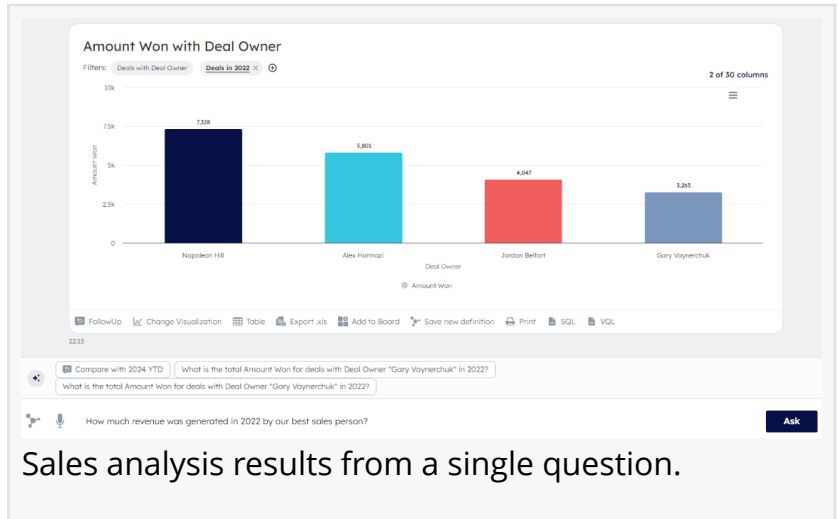 Amount Won with Deal Owner
Filters: Deals with Deal Owner Deals in 2022 ×
2 of 30 columns
10k
7.5k
5k
2.5k
0
Amount Won
7,328
5,801
4,047
3,263
Napoleon Hill Alex Hormozi Jordan Belfort Gary Vaynerchuk
Deal Owner
Amount Won
FollowUp Change Visualization Table Export .xls Add to Board Save new definition Print SQL VQL
22:13
Compare with 2024 YTD What is the total Amount Won for deals with Deal Owner "Gary Vaynerchuk" in 2022?
What is the total Amount Won for deals with Deal Owner "Gary Vaynerchuk" in 2022?
How much revenue was generated in 2022 by our best sales person? Ask
Sales analysis results from a single question.